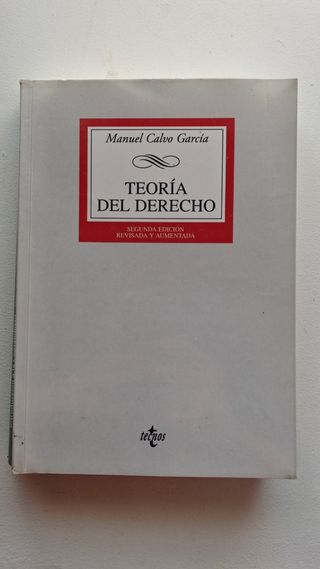 Manuel Calvo García
TEORÍA
DEL DERECHO
SEGUNDA EDICIÓN
REVISADA Y AUMENTADA
tecnos